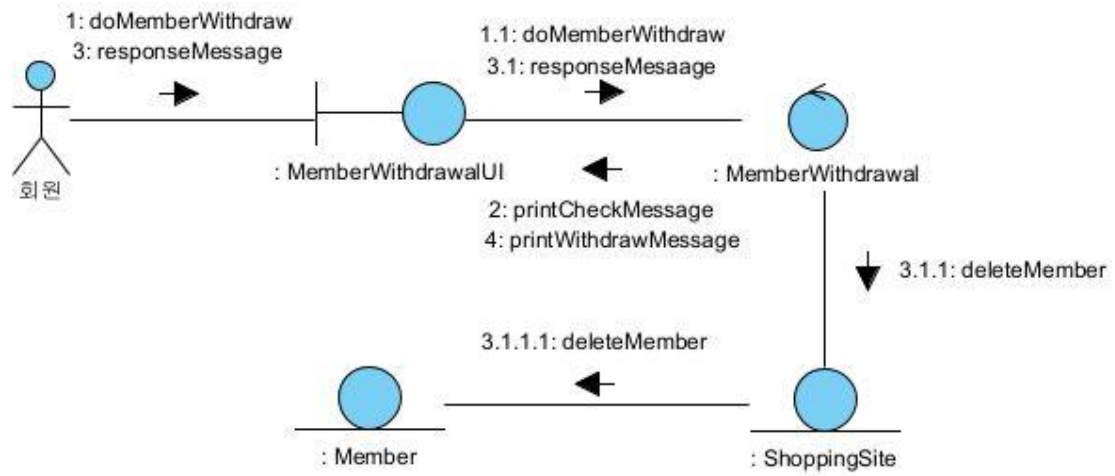 1: doMemberWithdraw
3: responseMessage
1.1: doMemberWithdraw
3.1: responseMesaage
회원
: MemberWithdrawalUI
: MemberWithdrawal
2: printCheckMessage
4: printWithdrawMessage
3.1.1: deleteMember
3.1.1.1: deleteMember
: Member
: ShoppingSite